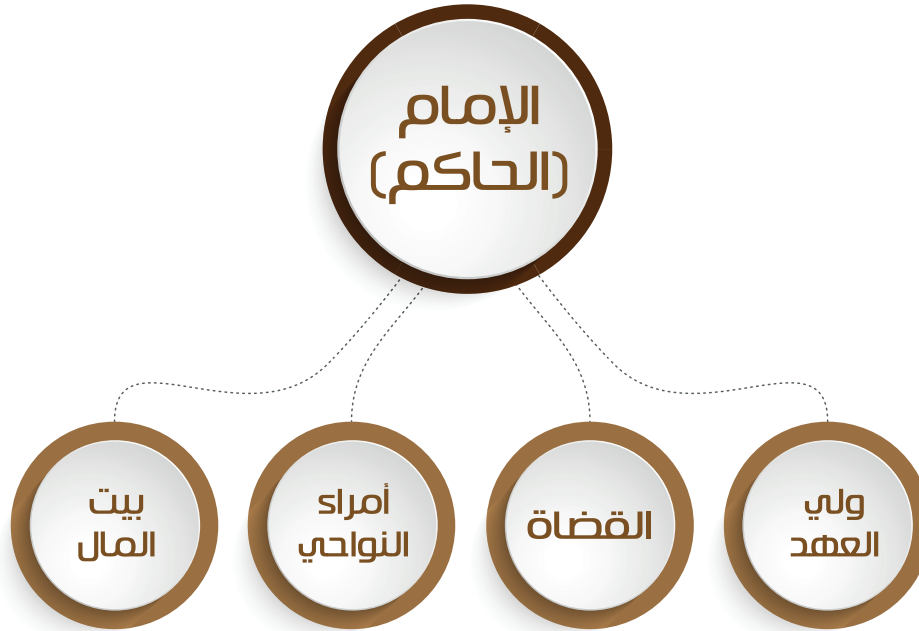 الإمام
(الحاكم)
ولي
العهد
القضاة
أمراء
النواحي
بيت
المال